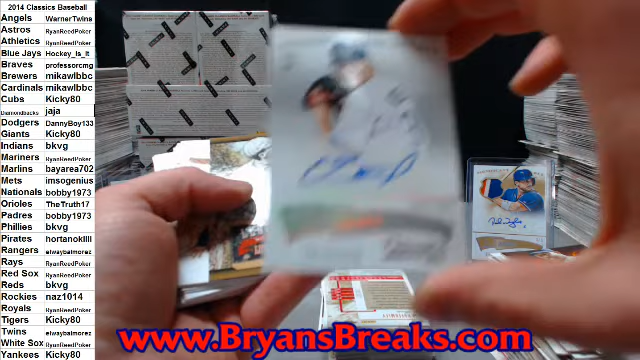 2014 Classics Baseball
Angels WarnerTwins
Astros RyanReedPoker
Athletics RyanReedPoker
Blue Jays Hockey_Is_It
Braves professorcmg
Brewers mikawlbbc
Cardinals mikawlbbc
Cubs Kicky80
Diamondbacks jaja
Dodgers DannyBoy133
Giants Kicky80
Indians bkvg
Mariners RyanReedPoker
Marlins bayarea702
Mets imsogenius
Nationals bobby1973
Orioles TheTruth17
Padres bobby1973
Phillies bkvg
Pirates hortankilli
Rangers elwaybalmorez
Rays RyanReedPoker
Red Sox RyanReedPoker
Reds bkvg
Rockies naz1014
Royals RyanReedPoker
Tigers Kicky80
Twins elwaybalmorez
White Sox RyanReedPoker
Yankees Kicky80
www.BryansBreaks.com